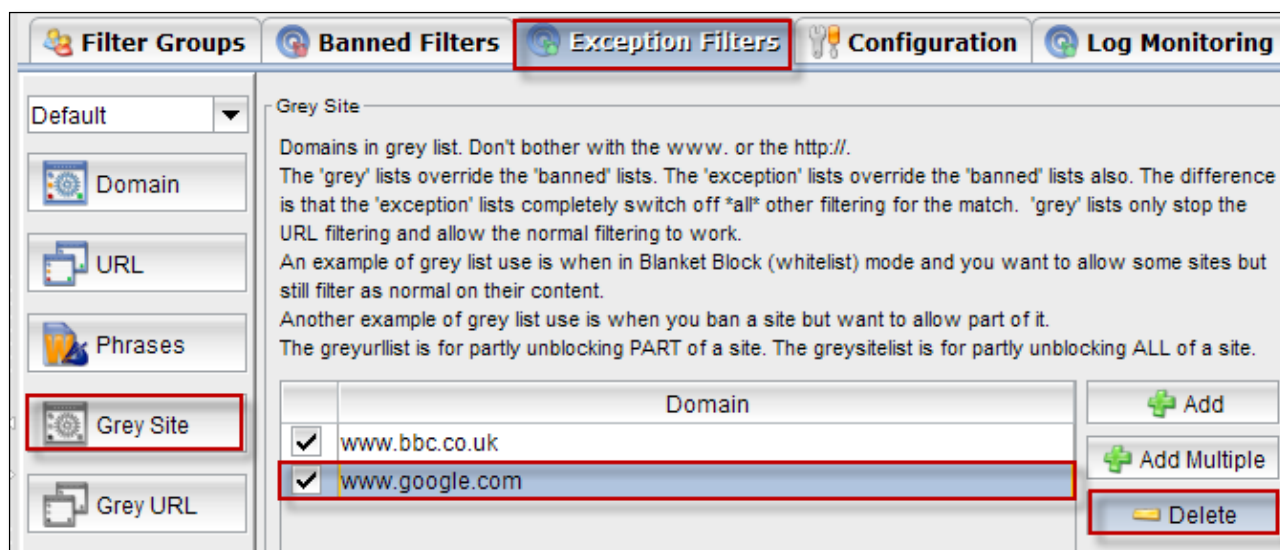 Filter Groups
Banned Filters
Exception Filters
Configuration
Log Monitoring
Default
Domain
URL
Phrases
Grey Site
Grey URL
Grey Site
Domains in grey list. Don't bother with the www. or the http://.
The 'grey' lists override the 'banned' lists. The 'exception' lists override the 'banned' lists also. The difference
is that the 'exception' lists completely switch off *all* other filtering for the match. 'grey' lists only stop the
URL filtering and allow the normal filtering to work.
An example of grey list use is when in Blanket Block (whitelist) mode and you want to allow some sites but
still filter as normal on their content.
Another example of grey list use is when you ban a site but want to allow part of it.
The greyurllist is for partly unblocking PART of a site. The greysitelist is for partly unblocking ALL of a site.
Domain
www.bbc.co.uk
www.google.com
Add
Add Multiple
Delete